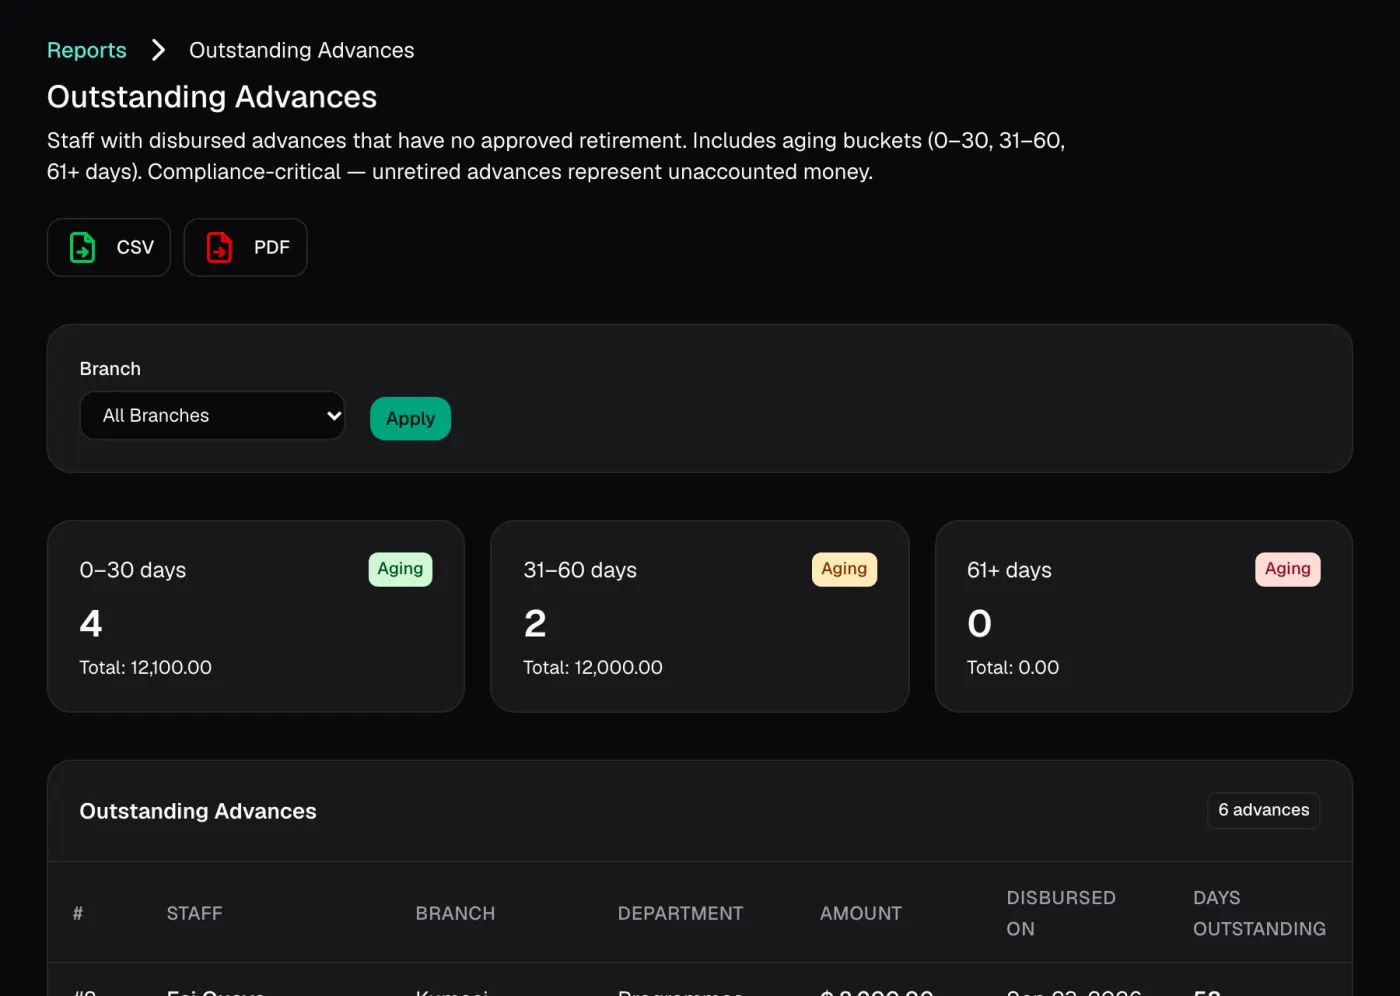 Reports > Outstanding Advances
Outstanding Advances
Staff with disbursed advances that have no approved retirement. Includes aging buckets (0–30, 31–60,
61+ days). Compliance-critical — unretired advances represent unaccounted money.
CSV PDF
Branch
All Branches Apply
0–30 days Aging 31–60 days Aging 61+ days Aging
4 2 0
Total: 12,100.00 Total: 12,000.00 Total: 0.00
Outstanding Advances 6 advances
# STAFF BRANCH DEPARTMENT AMOUNT DISBURSED ON DAYS OUTSTANDING